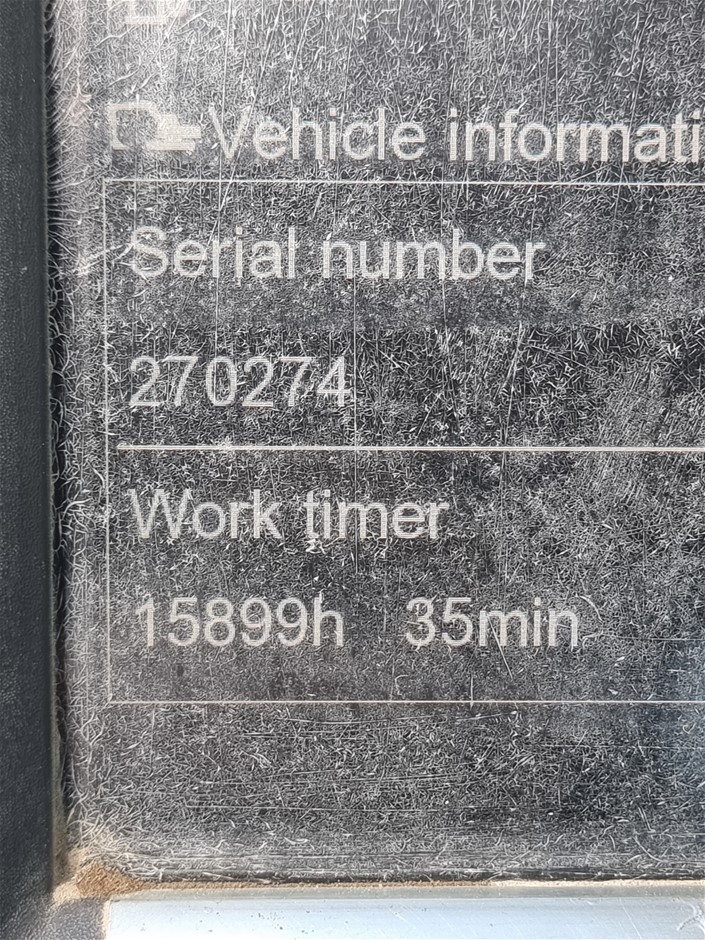 Vehicle informati
Serial number
270274
Work timer
15899h 35min